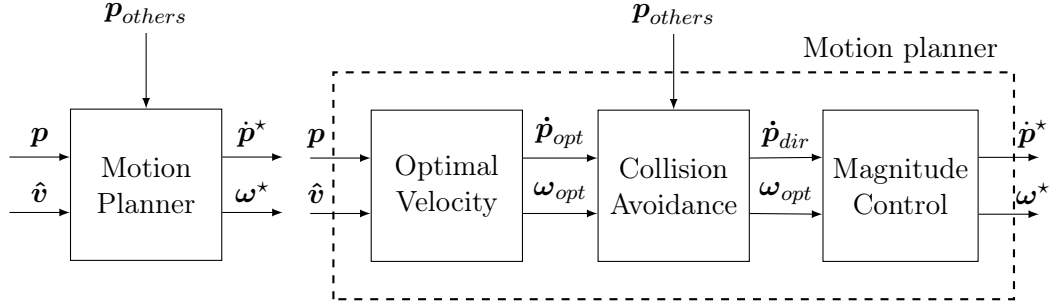 𝒑_others
𝒑
𝒗̂
Motion
Planner
𝒑̇*
𝝎*
𝒑_others
Motion planner
𝒑
𝒗̂
Optimal
Velocity
𝒑̇_opt
𝝎_opt
Collision
Avoidance
𝒑̇_dir
𝝎_opt
Magnitude
Control
𝒑̇*
𝝎*